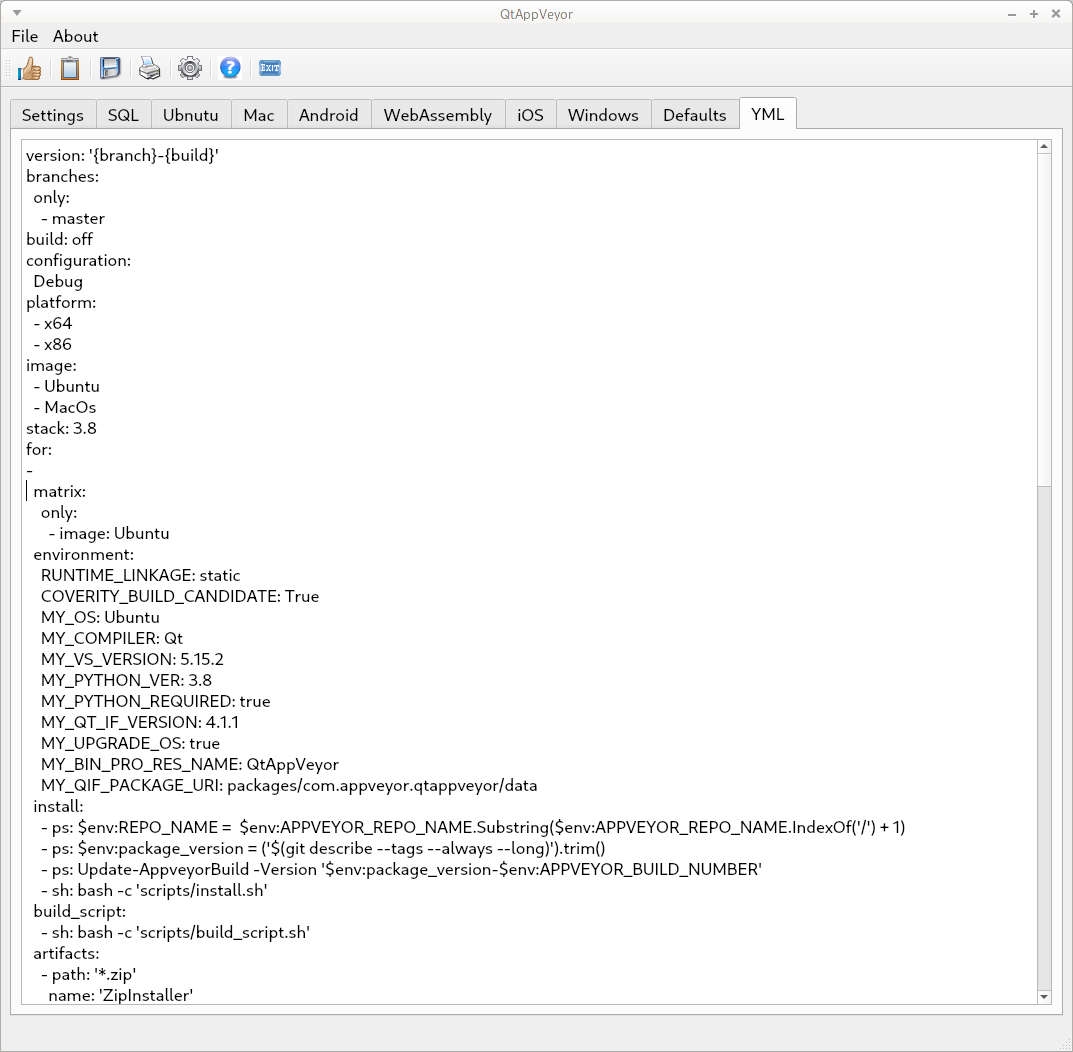 QtAppVeyor
File About
EXIT
Settings SQL Ubnutu Mac Android WebAssembly iOS Windows Defaults YML
version: '{branch}-{build}'
branches:
  only:
    - master
build: off
configuration:
  Debug
platform:
  - x64
  - x86
image:
  - Ubuntu
  - MacOs
stack: 3.8
for:
-
  matrix:
    only:
      - image: Ubuntu
  environment:
    RUNTIME_LINKAGE: static
    COVERITY_BUILD_CANDIDATE: True
    MY_OS: Ubuntu
    MY_COMPILER: Qt
    MY_VS_VERSION: 5.15.2
    MY_PYTHON_VER: 3.8
    MY_PYTHON_REQUIRED: true
    MY_QT_IF_VERSION: 4.1.1
    MY_UPGRADE_OS: true
    MY_BIN_PRO_RES_NAME: QtAppVeyor
    MY_QIF_PACKAGE_URI: packages/com.appveyor.qtappveyor/data
  install:
    - ps: $env:REPO_NAME =  $env:APPVEYOR_REPO_NAME.Substring($env:APPVEYOR_REPO_NAME.IndexOf('/') + 1)
    - ps: $env:package_version = ('$(git describe --tags --always --long)').trim()
    - ps: Update-AppveyorBuild -Version '$env:package_version-$env:APPVEYOR_BUILD_NUMBER'
    - sh: bash -c 'scripts/install.sh'
  build_script:
    - sh: bash -c 'scripts/build_script.sh'
  artifacts:
    - path: '*.zip'
      name: 'ZipInstaller'